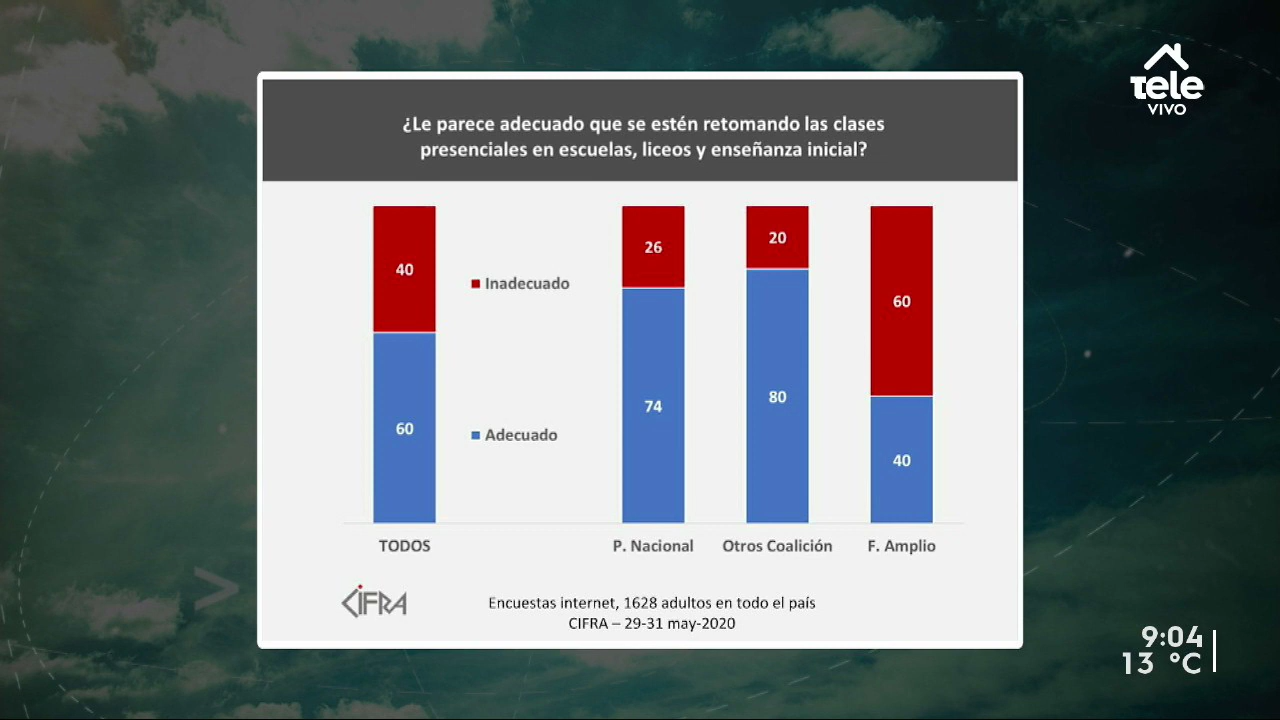 tele
VIVO
¿Le parece adecuado que se estén retomando las clases
presenciales en escuelas, liceos y enseñanza inicial?
40
26
20
60
Inadecuado
60
74
80
40
Adecuado
TODOS
P. Nacional
Otros Coalición
F. Amplio
CIFRA
Encuestas internet, 1628 adultos en todo el país
CIFRA – 29-31 may-2020
9:04
13 °C